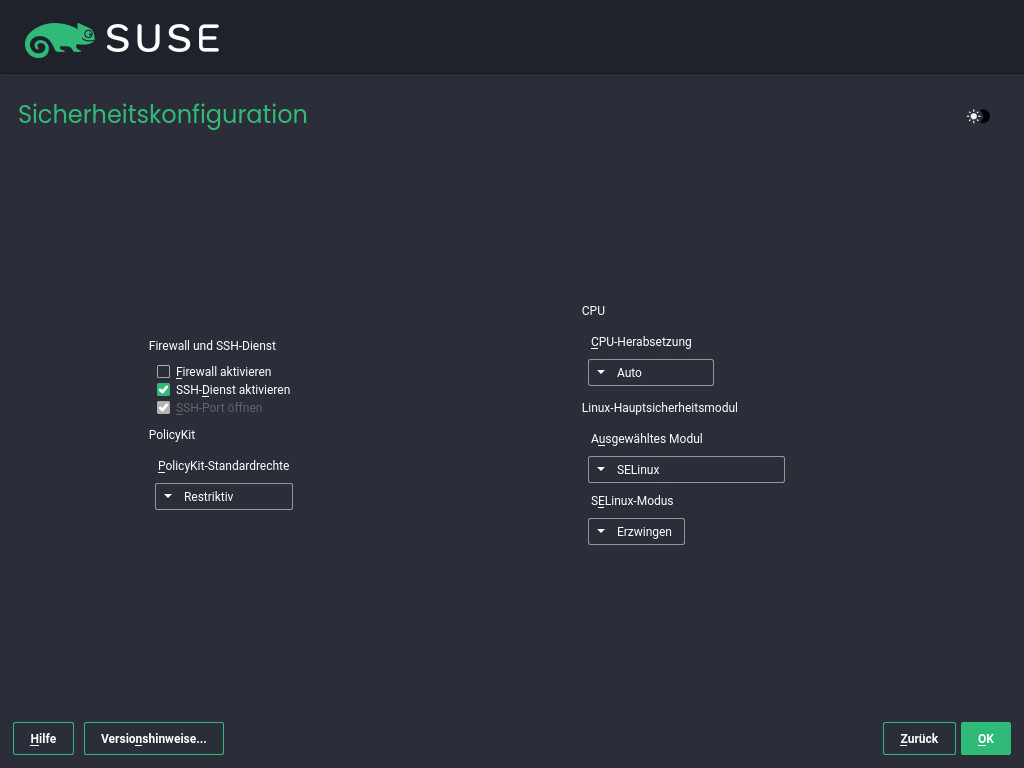 SUSE
Sicherheitskonfiguration
Firewall und SSH-Dienst
Firewall aktivieren
SSH-Dienst aktivieren
SSH-Port öffnen
PolicyKit
PolicyKit-Standardrechte
Restriktiv
CPU
CPU-Herabsetzung
Auto
Linux-Hauptsicherheitsmodul
Ausgewähltes Modul
SELinux
SELinux-Modus
Erzwingen
Hilfe
Versionshinweise...
Zurück
OK